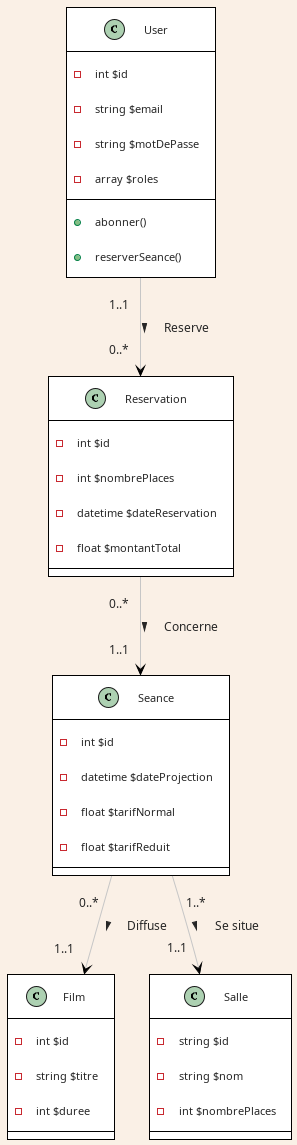 C User
int $id
string $email
string $motDePasse
array $roles
abonner()
reserverSeance()
1..1
Reserve
0..*
C Reservation
int $id
int $nombrePlaces
datetime $dateReservation
float $montantTotal
0..*
Concerne
1..1
C Seance
int $id
datetime $dateProjection
float $tarifNormal
float $tarifReduit
0..* 1..*
Diffuse Se situe
1..1 1..1
C Film
int $id
string $titre
int $duree
C Salle
string $id
string $nom
int $nombrePlaces